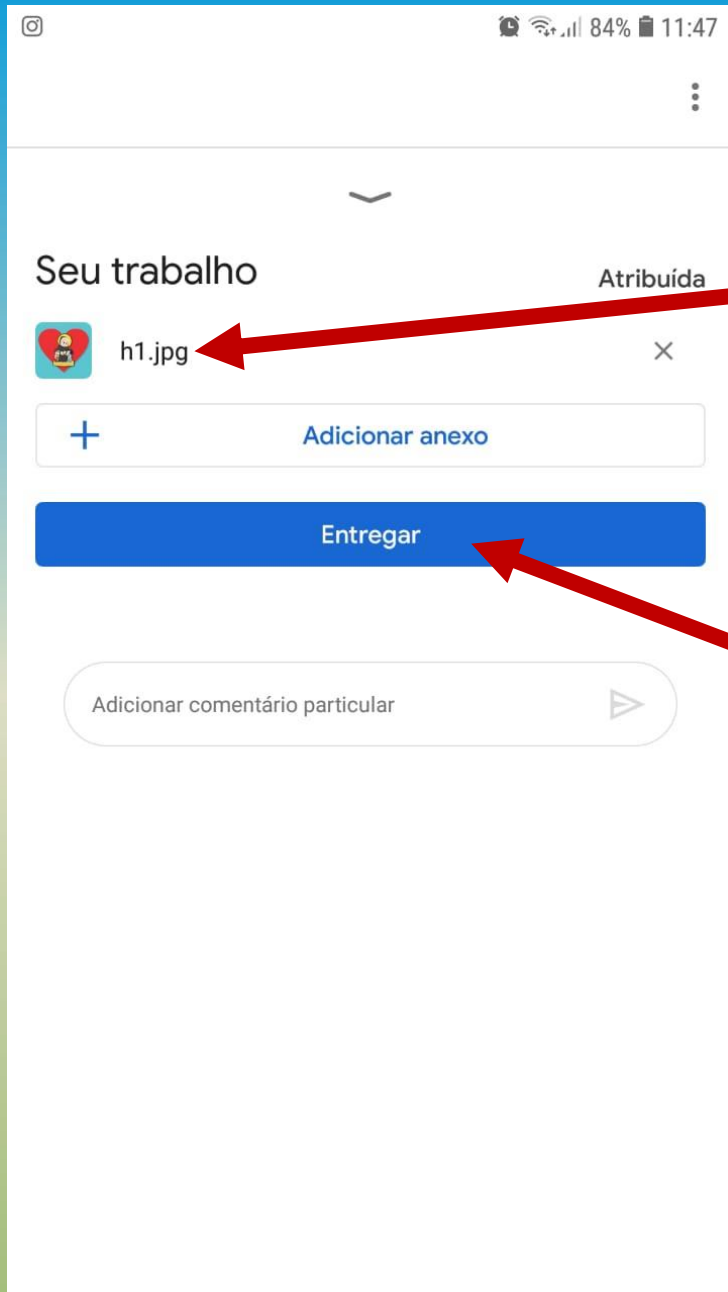 84% 11:47
Seu trabalho
Atribuída
h1.jpg
Adicionar anexo
Entregar
Adicionar comentário particular